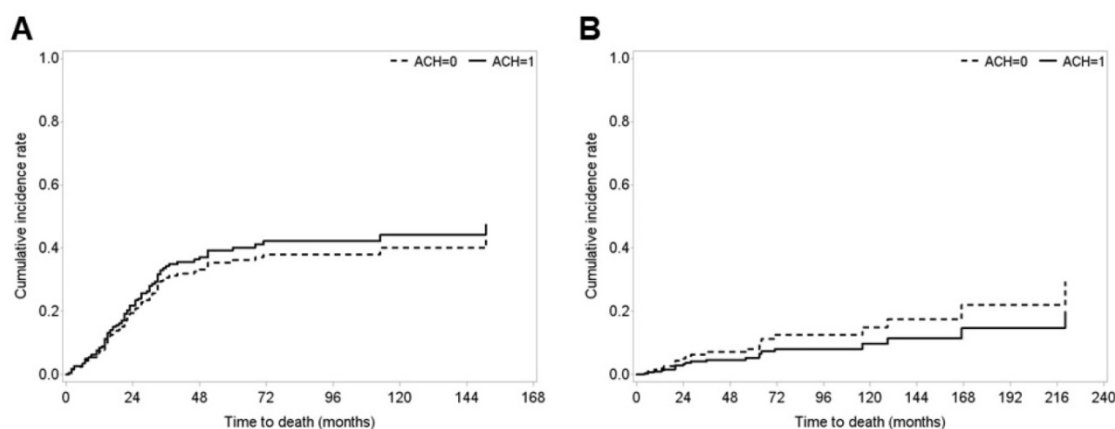 A
ACH=0 ACH=1
1.0
0.8
0.6
0.4
0.2
0.0
Cumulative incidence rate
0 24 48 72 96 120 144 168
Time to death (months)
B
ACH=0 ACH=1
1.0
0.8
0.6
0.4
0.2
0.0
Cumulative incidence rate
0 24 48 72 96 120 144 168 192 216 240
Time to death (months)